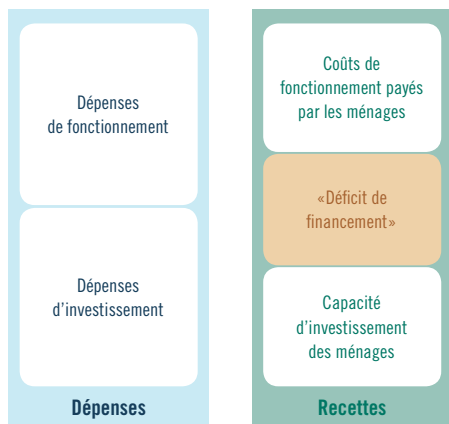 Dépenses
de fonctionnement
Dépenses
d'investissement
Dépenses
Coûts de
fonctionnement payés
par les ménages
«Déficit de
financement»
Capacité
d'investissement
des ménages
Recettes